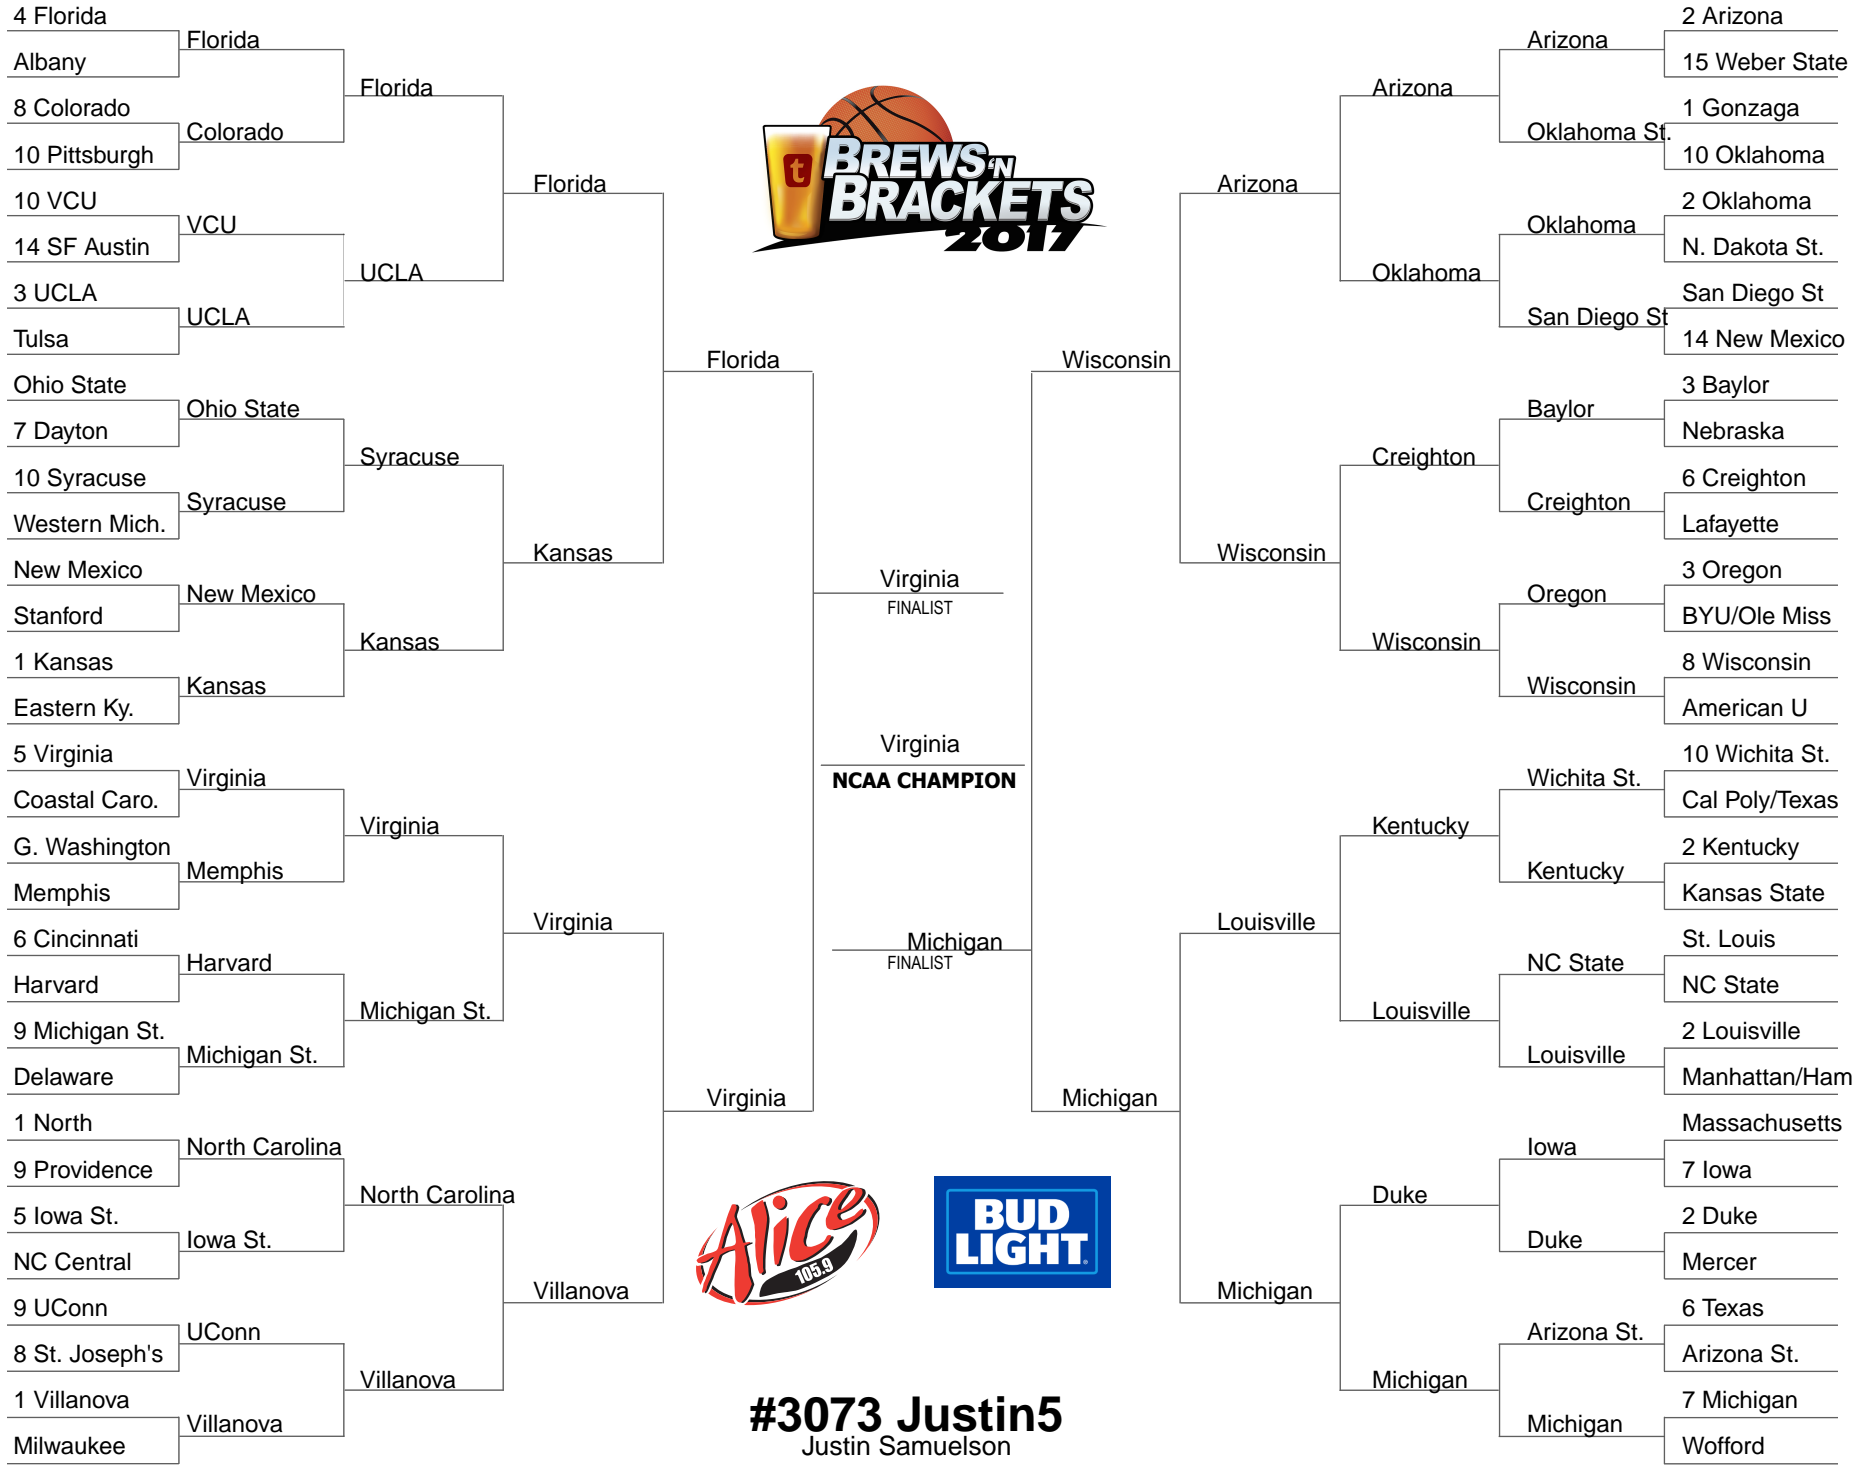 4 Florida
Albany
8 Colorado
10 Pittsburgh
10 VCU
14 SF Austin
3 UCLA
Tulsa
Ohio State
7 Dayton
10 Syracuse
Western Mich.
New Mexico
Stanford
1 Kansas
Eastern Ky.
5 Virginia
Coastal Caro.
G. Washington
Memphis
6 Cincinnati
Harvard
9 Michigan St.
Delaware
1 North
9 Providence
5 Iowa St.
NC Central
9 UConn
8 St. Joseph's
1 Villanova
Milwaukee
Florida
Colorado
VCU
UCLA
Ohio State
Syracuse
New Mexico
Kansas
Virginia
Memphis
Harvard
Michigan St.
North Carolina
Iowa St.
UConn
Villanova
Florida
UCLA
Syracuse
Kansas
Virginia
Michigan St.
North Carolina
Villanova
Florida
Kansas
Virginia
Villanova
Florida
Virginia
t
BREWS 'N
BRACKETS
2017
Virginia
FINALIST
Virginia
NCAA CHAMPION
Michigan
FINALIST
Alice
105.9
BUD
LIGHT
#3073 Justin5
Justin Samuelson
Wisconsin
Michigan
Arizona
Wisconsin
Louisville
Michigan
Arizona
Oklahoma
Creighton
Wisconsin
Kentucky
Louisville
Duke
Michigan
Arizona
Oklahoma St.
Oklahoma
San Diego St
Baylor
Creighton
Oregon
Wisconsin
Wichita St.
Kentucky
NC State
Louisville
Iowa
Duke
Arizona St.
Michigan
2 Arizona
15 Weber State
1 Gonzaga
10 Oklahoma
2 Oklahoma
N. Dakota St.
San Diego St
14 New Mexico
3 Baylor
Nebraska
6 Creighton
Lafayette
3 Oregon
BYU/Ole Miss
8 Wisconsin
American U
10 Wichita St.
Cal Poly/Texas
2 Kentucky
Kansas State
St. Louis
NC State
2 Louisville
Manhattan/Ham
Massachusetts
7 Iowa
2 Duke
Mercer
6 Texas
Arizona St.
7 Michigan
Wofford